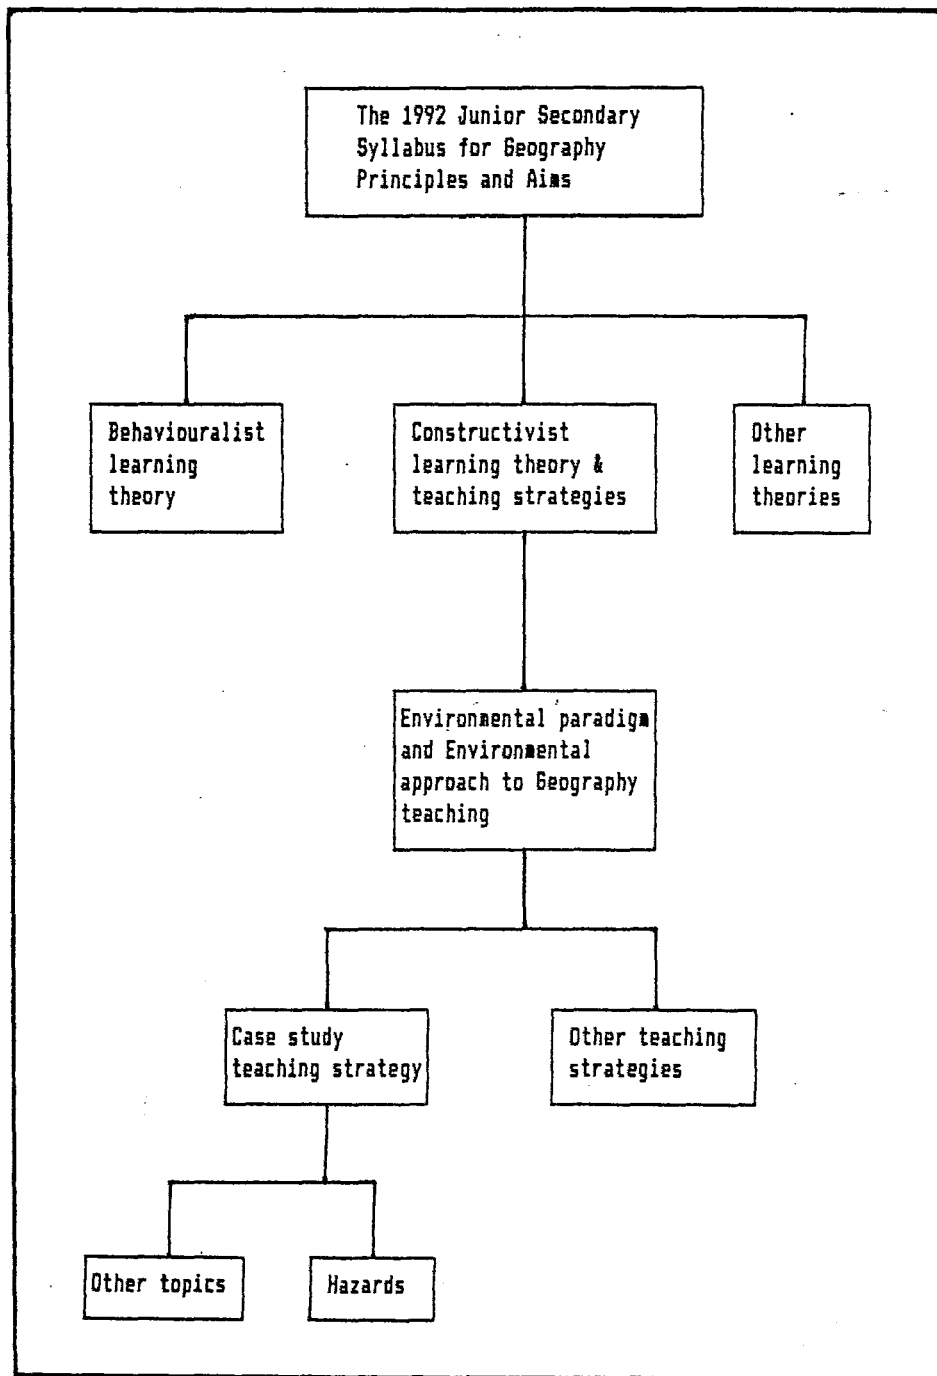 The 1992 Junior Secondary
Syllabus for Geography
Principles and Aims
Behaviouralist
learning
theory
Constructivist
learning theory &
teaching strategies
Other
learning
theories
Environmental paradigm
and Environmental
approach to Geography
teaching
Case study
teaching strategy
Other teaching
strategies
Other topics
Hazards